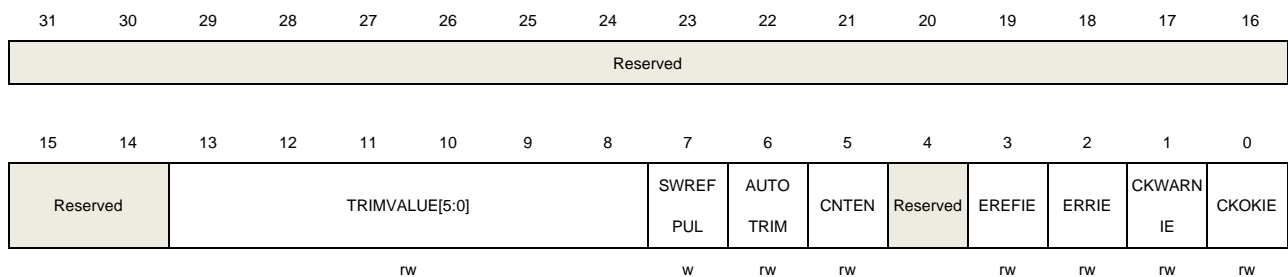 31 30 29 28 27 26 25 24 23 22 21 20 19 18 17 16
Reserved
15 14 13 12 11 10 9 8 7 6 5 4 3 2 1 0
Reserved TRIMVALUE[5:0] SWREF PUL AUTO TRIM CNTEN Reserved EREFIE ERRIE CKWARN IE CKOKIE
rw w rw rw rw rw rw rw